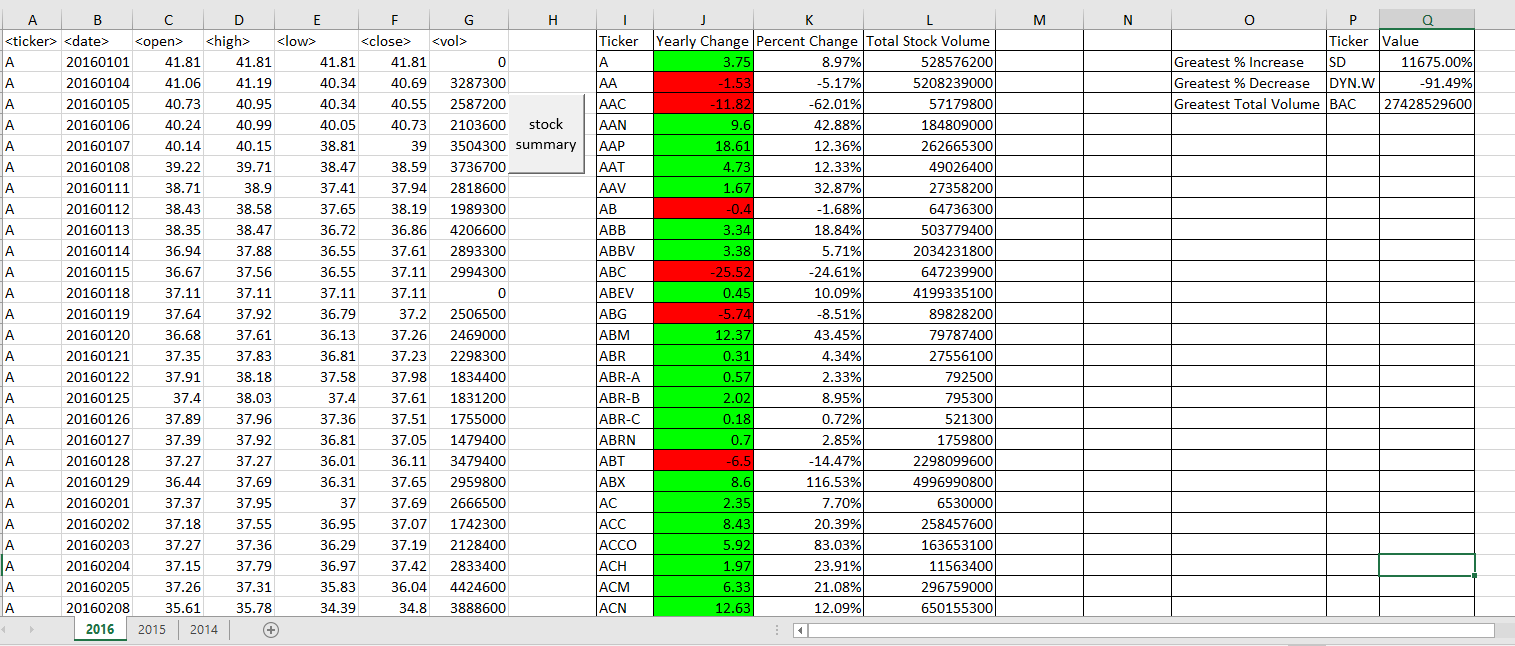 A B C D E F G H I J K L M N O P Q
<ticker> <date> <open> <high> <low> <close> <vol> Ticker Yearly Change Percent Change Total Stock Volume Ticker Value
A 20160101 41.81 41.81 41.81 41.81 0 A 3.75 8.97% 528576200 Greatest % Increase SD 11675.00%
A 20160104 41.06 41.19 40.34 40.69 3287300 AA -1.53 -5.17% 5208239000 Greatest % Decrease DYN.W -91.49%
A 20160105 40.73 40.95 40.34 40.55 2587200 AAC -11.82 -62.01% 57179800 Greatest Total Volume BAC 27428529600
A 20160106 40.24 40.99 40.05 40.73 2103600 stock AAN 9.6 42.88% 184809000
A 20160107 40.14 40.15 38.81 39 3504300 summary AAP 18.61 12.36% 262665300
A 20160108 39.22 39.71 38.47 38.59 3736700 AAT 4.73 12.33% 49026400
A 20160111 38.71 38.9 37.41 37.94 2818600 AAV 1.67 32.87% 27358200
A 20160112 38.43 38.58 37.65 38.19 1989300 AB -0.4 -1.68% 64736300
A 20160113 38.35 38.47 36.72 36.86 4206600 ABB 3.34 18.84% 503779400
A 20160114 36.94 37.88 36.55 37.61 2893300 ABBV 3.38 5.71% 2034231800
A 20160115 36.67 37.56 36.55 37.11 2994300 ABC -25.52 -24.61% 647239900
A 20160118 37.11 37.11 37.11 37.11 0 ABEV 0.45 10.09% 4199335100
A 20160119 37.64 37.92 36.79 37.2 2506500 ABG -5.74 -8.51% 89828200
A 20160120 36.68 37.61 36.13 37.26 2469000 ABM 12.37 43.45% 79787400
A 20160121 37.35 37.83 36.81 37.23 2298300 ABR 0.31 4.34% 27556100
A 20160122 37.91 38.18 37.58 37.98 1834400 ABR-A 0.57 2.33% 792500
A 20160125 37.4 38.03 37.4 37.61 1831200 ABR-B 2.02 8.95% 795300
A 20160126 37.89 37.96 37.36 37.51 1755000 ABR-C 0.18 0.72% 521300
A 20160127 37.39 37.92 36.81 37.05 1479400 ABRN 0.7 2.85% 1759800
A 20160128 37.27 37.27 36.01 36.11 3479400 ABT -6.5 -14.47% 2298099600
A 20160129 36.44 37.69 36.31 37.65 2959800 ABX 8.6 116.53% 4996990800
A 20160201 37.37 37.95 37 37.69 2666500 AC 2.35 7.70% 6530000
A 20160202 37.18 37.55 36.95 37.07 1742300 ACC 8.43 20.39% 258457600
A 20160203 37.27 37.36 36.29 37.19 2128400 ACCO 5.92 83.03% 163653100
A 20160204 37.15 37.79 36.97 37.42 2833400 ACH 1.97 23.91% 11563400
A 20160205 37.26 37.31 35.83 36.04 4424600 ACM 6.33 21.08% 296759000
A 20160208 35.61 35.78 34.39 34.8 3888600 ACN 12.63 12.09% 650155300
2016 2015 2014